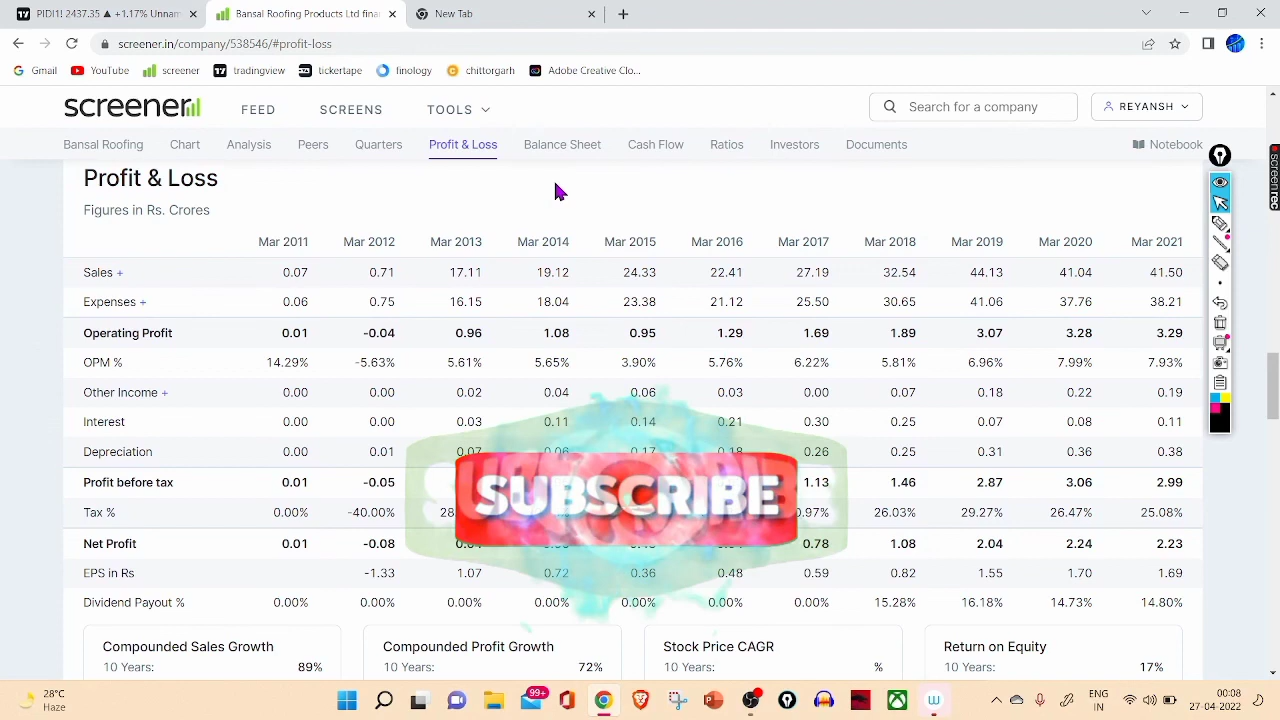 PIDI1! 2437.35 ▲ +1.17% Unnam
Bansal Roofing Products Ltd finan
New Tab
screener.in/company/538546/#profit-loss
Gmail YouTube screener tradingview tickertape finology chittorgarh Adobe Creative Clo...
screener FEED SCREENS TOOLS Search for a company REYANSH
Bansal Roofing Chart Analysis Peers Quarters Profit & Loss Balance Sheet Cash Flow Ratios Investors Documents Notebook
Profit & Loss
Figures in Rs. Crores
Mar 2011 Mar 2012 Mar 2013 Mar 2014 Mar 2015 Mar 2016 Mar 2017 Mar 2018 Mar 2019 Mar 2020 Mar 2021
Sales + 0.07 0.71 17.11 19.12 24.33 22.41 27.19 32.54 44.13 41.04 41.50
Expenses + 0.06 0.75 16.15 18.04 23.38 21.12 25.50 30.65 41.06 37.76 38.21
Operating Profit 0.01 -0.04 0.96 1.08 0.95 1.29 1.69 1.89 3.07 3.28 3.29
OPM % 14.29% -5.63% 5.61% 5.65% 3.90% 5.76% 6.22% 5.81% 6.96% 7.99% 7.93%
Other Income + 0.00 0.00 0.02 0.04 0.06 0.03 0.00 0.07 0.18 0.22 0.19
Interest 0.00 0.00 0.03 0.11 0.14 0.21 0.30 0.25 0.07 0.08 0.11
Depreciation 0.00 0.01 0.07 0.06 0.17 0.18 0.26 0.25 0.31 0.36 0.38
Profit before tax 0.01 -0.05 1.13 1.46 2.87 3.06 2.99
SUBSCRIBE
Tax % 0.00% -40.00% 26.03% 29.27% 26.47% 25.08%
Net Profit 0.01 -0.08 0.78 1.08 2.04 2.24 2.23
EPS in Rs -1.33 1.07 0.72 0.36 0.48 0.59 0.82 1.55 1.70 1.69
Dividend Payout % 0.00% 0.00% 0.00% 0.00% 0.00% 0.00% 0.00% 15.28% 16.18% 14.73% 14.80%
Compounded Sales Growth Compounded Profit Growth Stock Price CAGR Return on Equity
10 Years: 89% 10 Years: 72% 10 Years: % 10 Years: 17%
screenrec
28°C
Haze
99+
ENG
IN
00:08
27-04-2022